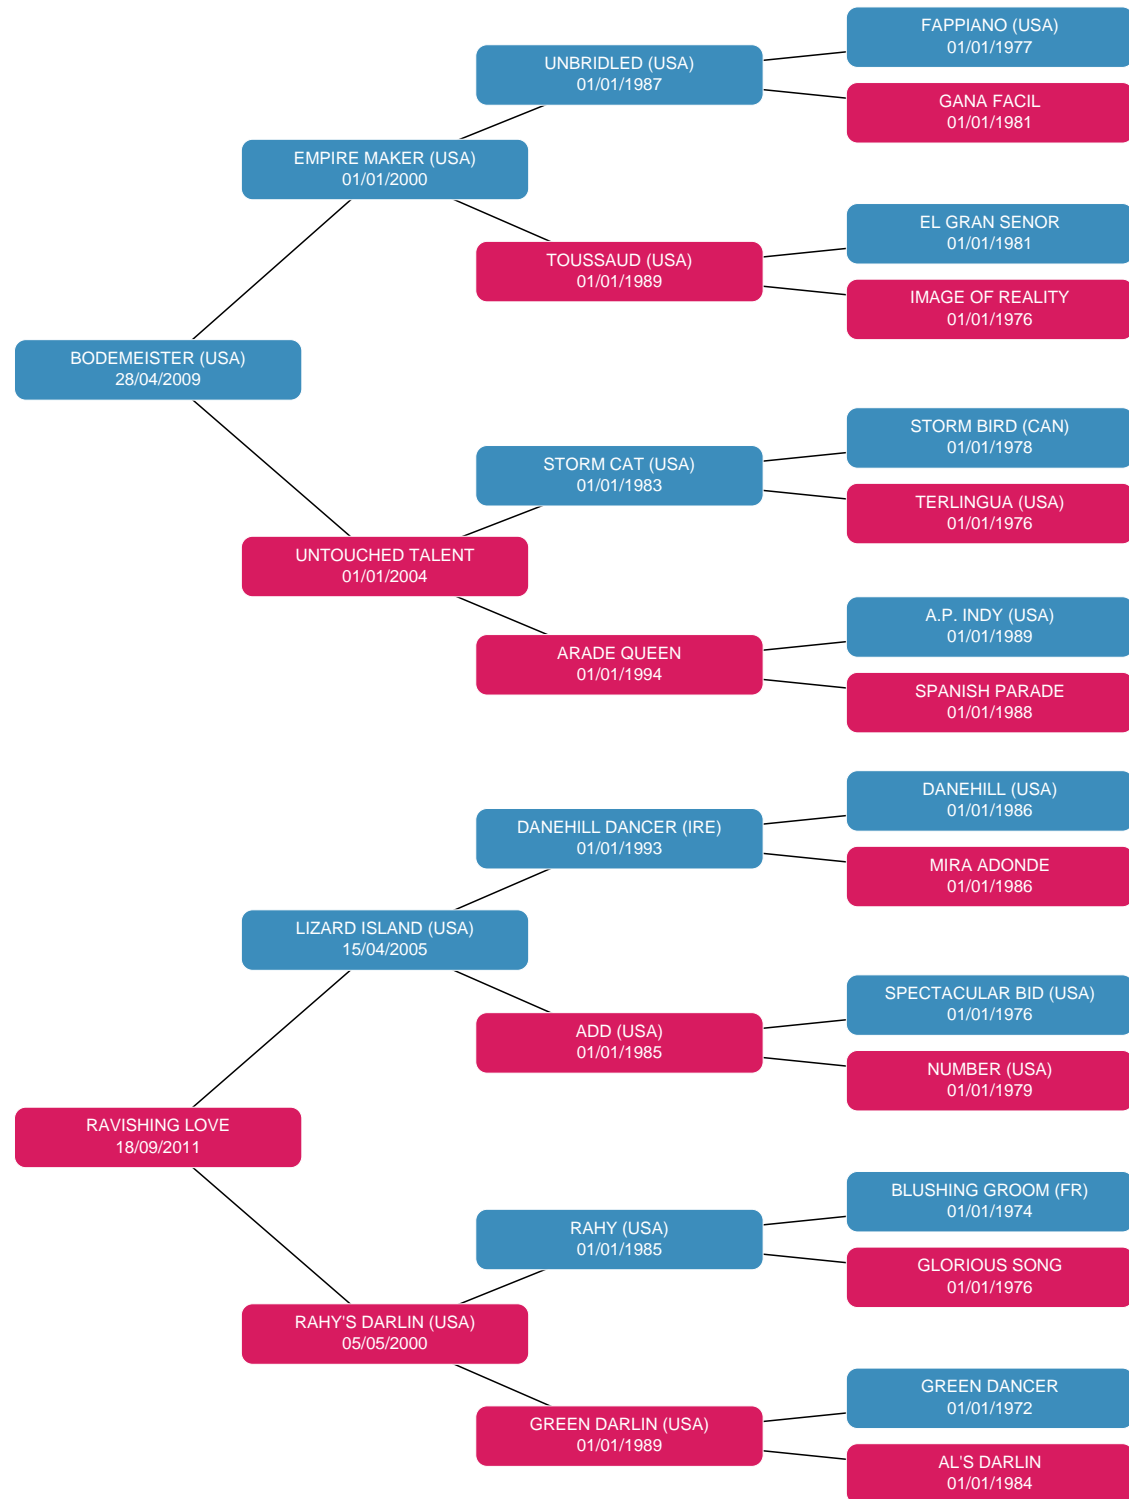 FAPPIANO (USA)
01/01/1977
UNBRIDLED (USA)
01/01/1987
GANA FACIL
01/01/1981
EMPIRE MAKER (USA)
01/01/2000
EL GRAN SENOR
01/01/1981
TOUSSAUD (USA)
01/01/1989
IMAGE OF REALITY
01/01/1976
BODEMEISTER (USA)
28/04/2009
STORM BIRD (CAN)
01/01/1978
STORM CAT (USA)
01/01/1983
TERLINGUA (USA)
01/01/1976
UNTOUCHED TALENT
01/01/2004
A.P. INDY (USA)
01/01/1989
ARADE QUEEN
01/01/1994
SPANISH PARADE
01/01/1988
DANEHILL (USA)
01/01/1986
DANEHILL DANCER (IRE)
01/01/1993
MIRA ADONDE
01/01/1986
LIZARD ISLAND (USA)
15/04/2005
SPECTACULAR BID (USA)
01/01/1976
ADD (USA)
01/01/1985
NUMBER (USA)
01/01/1979
RAVISHING LOVE
18/09/2011
BLUSHING GROOM (FR)
01/01/1974
RAHY (USA)
01/01/1985
GLORIOUS SONG
01/01/1976
RAHY'S DARLIN (USA)
05/05/2000
GREEN DANCER
01/01/1972
GREEN DARLIN (USA)
01/01/1989
AL'S DARLIN
01/01/1984